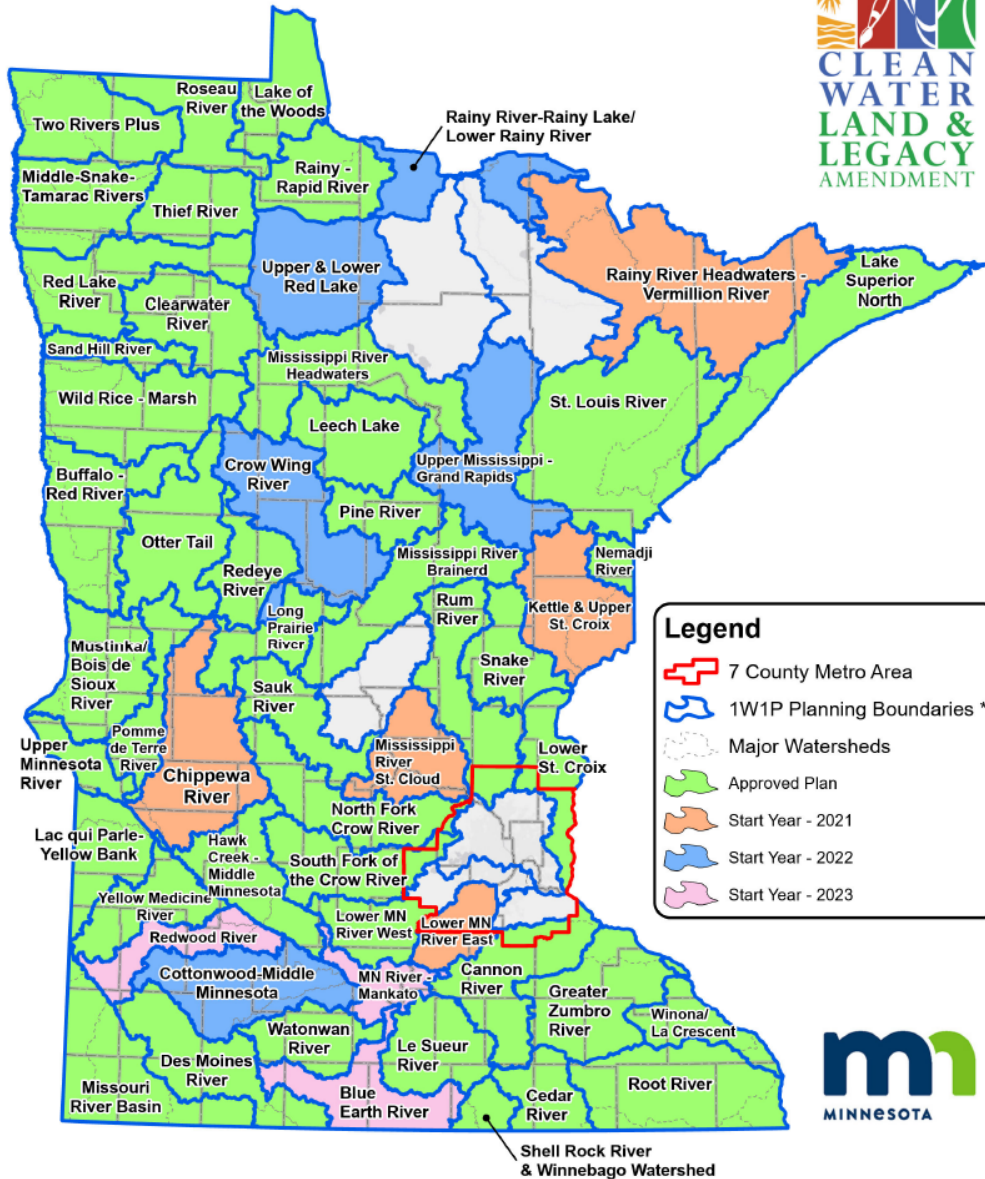 CLEAN
WATER
LAND &
LEGACY
AMENDMENT
Roseau
River
Lake of
the Woods
Rainy River-Rainy Lake/
Lower Rainy River
Two Rivers Plus
Rainy -
Rapid River
Middle-Snake-
Tamarac Rivers
Thief River
Upper & Lower
Red Lake
Rainy River Headwaters -
Vermillion River
Lake
Superior
North
Red Lake
River
Clearwater
River
Sand Hill River
Mississippi River
Headwaters
Wild Rice - Marsh
Leech Lake
St. Louis River
Buffalo -
Red River
Crow Wing
River
Upper Mississippi -
Grand Rapids
Pine River
Otter Tail
Redeye
River
Mississippi River
Brainerd
Nemadji
River
Long
Prairie
River
Rum
River
Kettle & Upper
St. Croix
Mustinka/
Bois de
Sioux
River
Sauk
River
Snake
River
Pomme
de Terre
River
Upper
Minnesota
River
Chippewa
River
Mississippi
River
St. Cloud
Lower
St. Croix
North Fork
Crow River
Lac qui Parle-
Yellow Bank
Hawk
Creek -
Middle
Minnesota
South Fork of
the Crow River
Yellow Medicine
River
Lower MN
River West
Lower MN
River East
Redwood River
Cottonwood-Middle
Minnesota
MN River -
Mankato
Cannon
River
Greater
Zumbro
River
Winona/
La Crescent
Watonwan
River
Le Sueur
River
Des Moines
River
Missouri
River Basin
Blue
Earth River
Cedar
River
Root River
Shell Rock River
& Winnebago Watershed
Legend
7 County Metro Area
1W1P Planning Boundaries *
Major Watersheds
Approved Plan
Start Year - 2021
Start Year - 2022
Start Year - 2023
mn
MINNESOTA